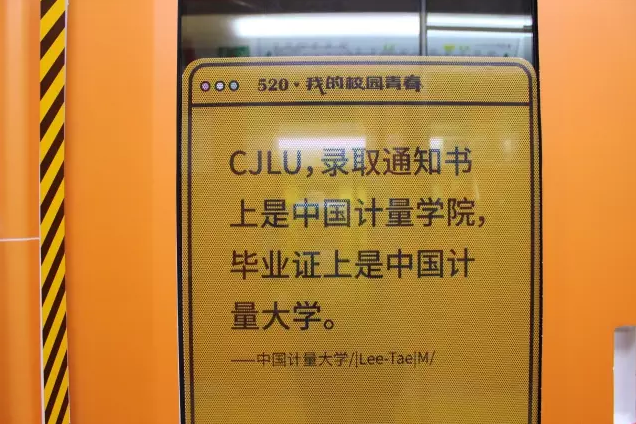 520·我的校园青春
CJLU，录取通知书
上是中国计量学院，
毕业证上是中国计
量大学。
——中国计量大学/|Lee-Tae|M/